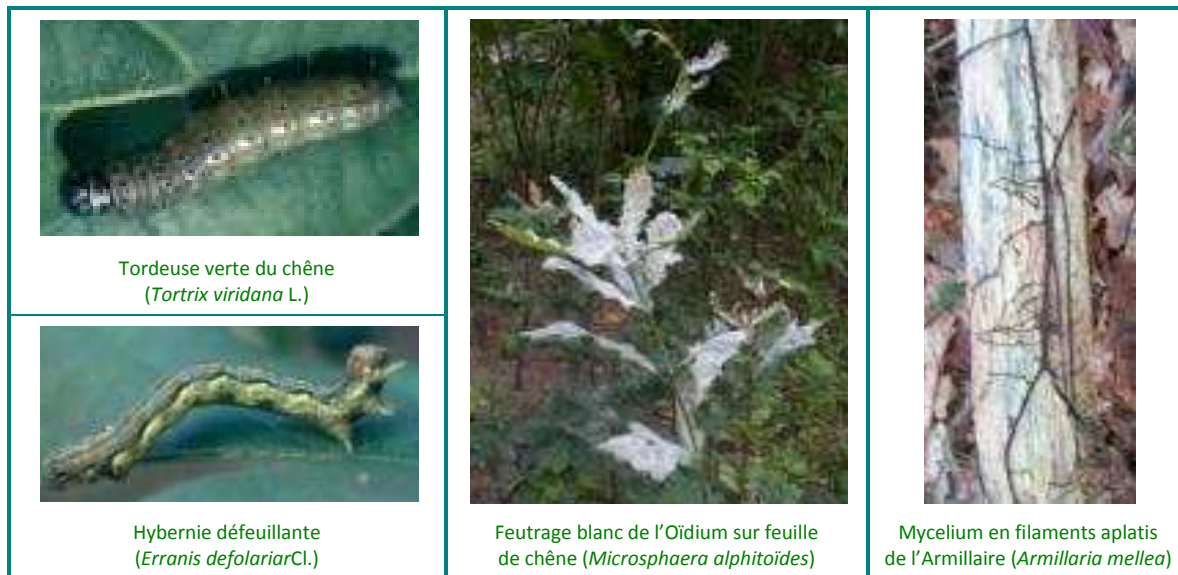 Tordeuse verte du chêne
(Tortrix viridana L.)
Hybernie défeuillante
(Erranis defolariarCl.)
Feutrage blanc de l’Oïdium sur feuille
de chêne (Microsphaera alphitoïdes)
Mycelium en filaments aplatis
de l’Armillaire (Armillaria mellea)